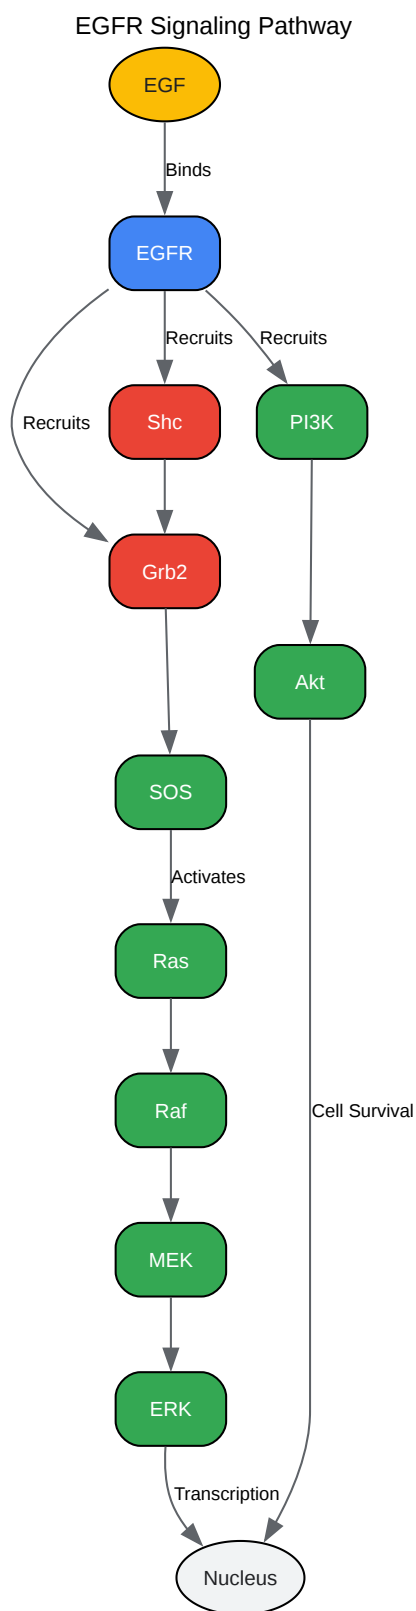 EGFR Signaling Pathway
EGF
Binds
EGFR
Recruits
Recruits
Recruits
Shc
PI3K
Grb2
Akt
SOS
Activates
Ras
Raf
Cell Survival
MEK
ERK
Transcription
Nucleus